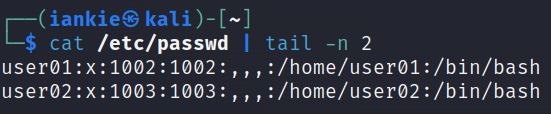 ┌──(iankie㉿kali)-[~]
└─$ cat /etc/passwd | tail -n 2
user01:x:1002:1002:,,,:/home/user01:/bin/bash
user02:x:1003:1003:,,,:/home/user02:/bin/bash